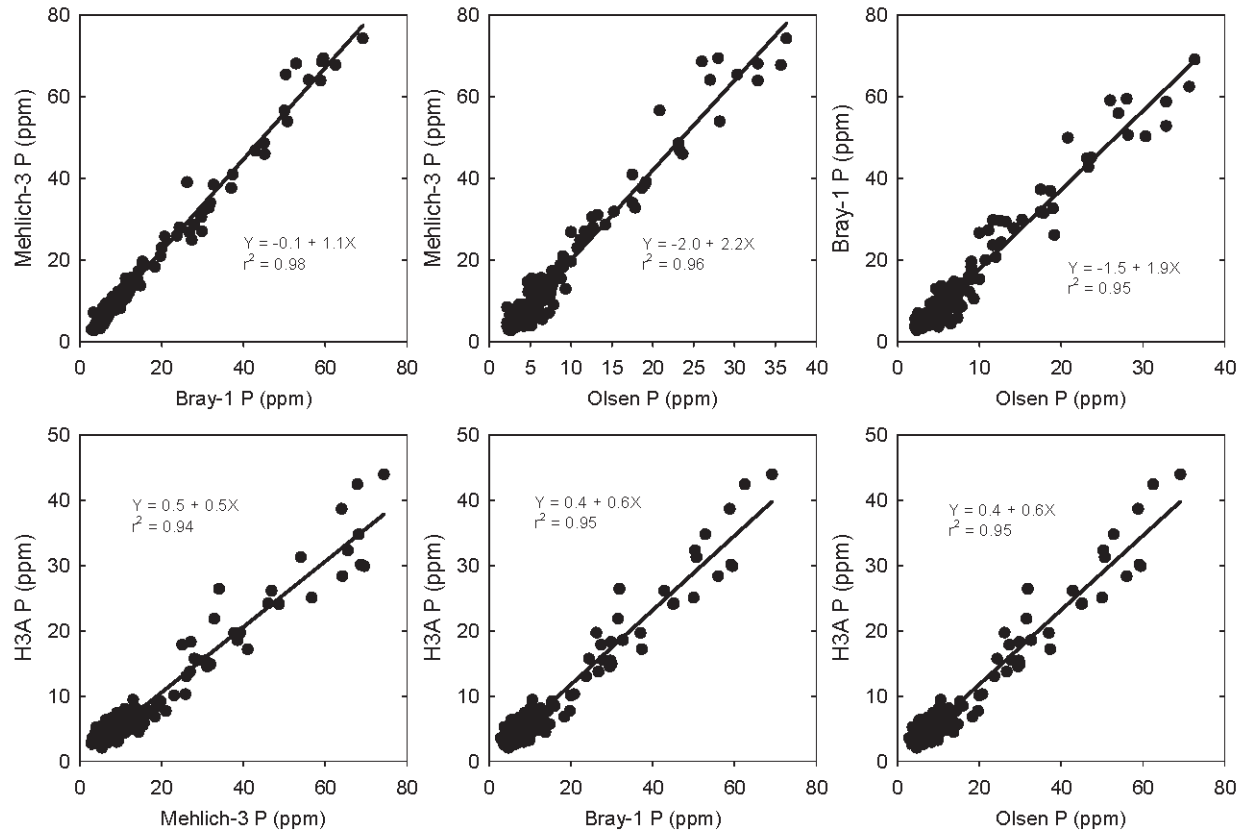 80
60
40
20
0
Mehlich-3 P (ppm)
Y = -0.1 + 1.1X
r² = 0.98
0 20 40 60 80
Bray-1 P (ppm)
80
60
40
20
0
Mehlich-3 P (ppm)
Y = -2.0 + 2.2X
r² = 0.96
0 5 10 15 20 25 30 35 40
Olsen P (ppm)
80
60
40
20
0
Bray-1 P (ppm)
Y = -1.5 + 1.9X
r² = 0.95
0 10 20 30 40
Olsen P (ppm)
50
40
30
20
10
0
H3A P (ppm)
Y = 0.5 + 0.5X
r² = 0.94
0 20 40 60 80
Mehlich-3 P (ppm)
50
40
30
20
10
0
H3A P (ppm)
Y = 0.4 + 0.6X
r² = 0.95
0 20 40 60 80
Bray-1 P (ppm)
50
40
30
20
10
0
H3A P (ppm)
Y = 0.4 + 0.6X
r² = 0.95
0 20 40 60 80
Olsen P (ppm)